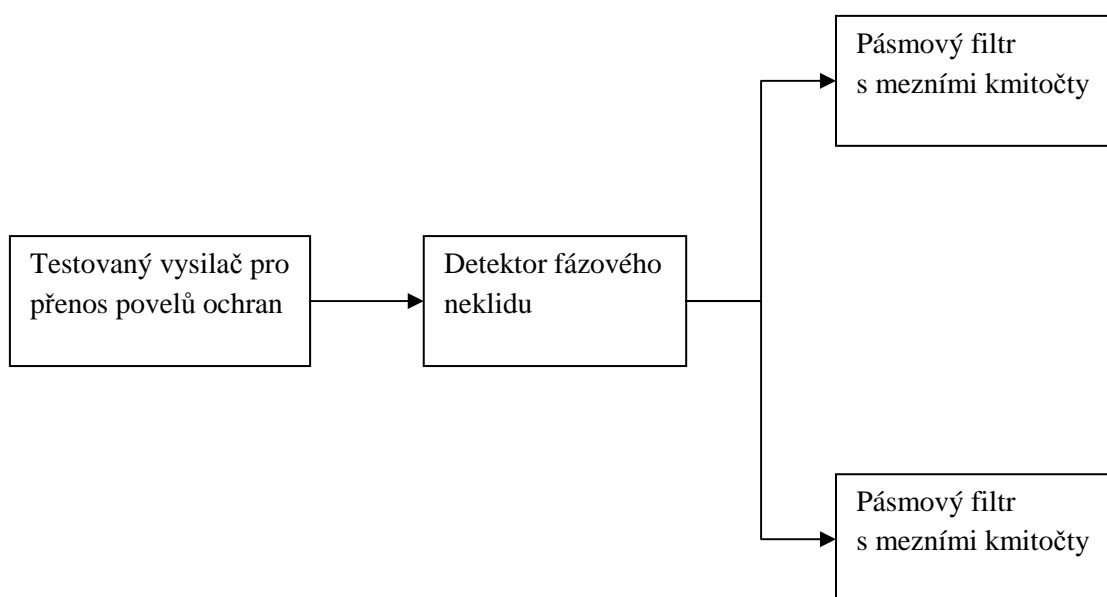 Pásmový filtr
s mezními kmitočty
Testovaný vysilač pro
přenos povelů ochran
Detektor fázového
neklidu
Pásmový filtr
s mezními kmitočty